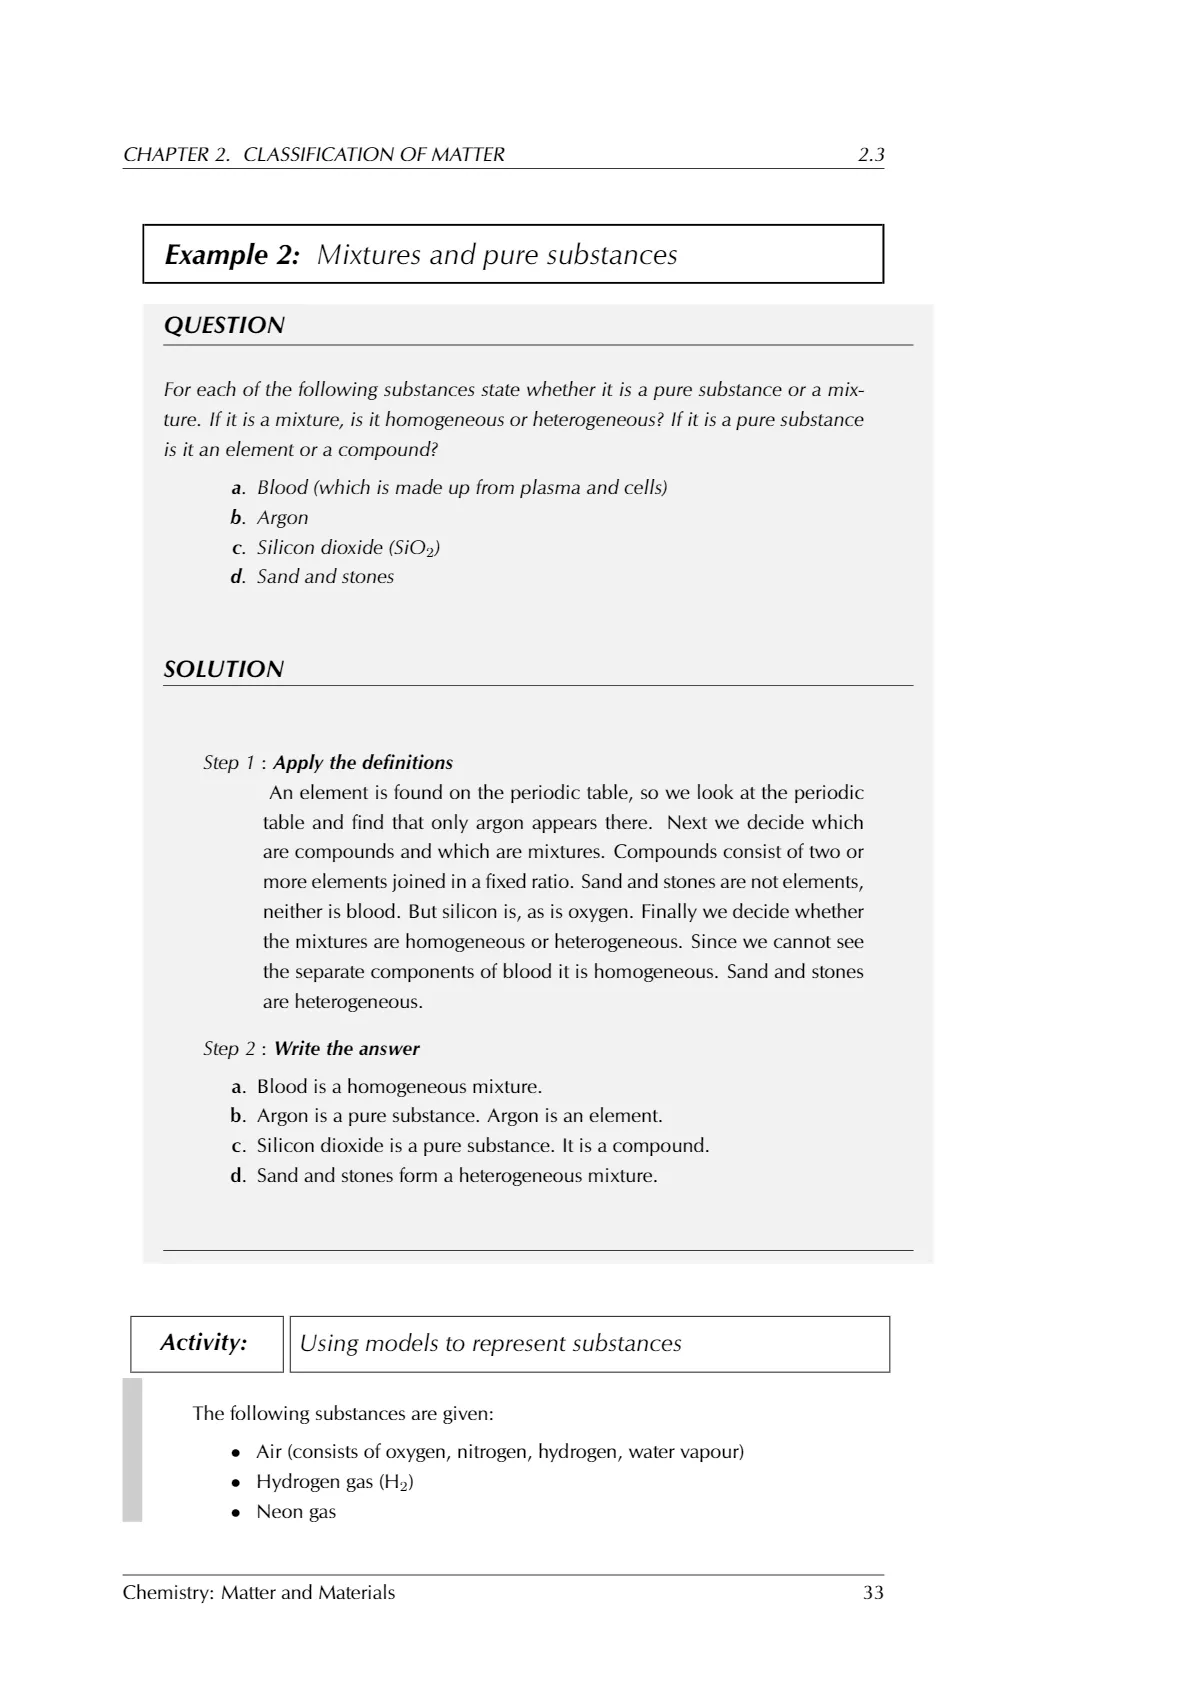 CHAPTER 2. CLASSIFICATION OF MATTER 2.3
Example 2: Mixtures and pure substances
QUESTION
For each of the following substances state whether it is a pure substance or a mix-
ture. If it is a mixture, is it homogeneous or heterogeneous? If it is a pure substance
is it an element or a compound?
a. Blood (which is made up from plasma and cells)
b. Argon
c. Silicon dioxide (SiO₂)
d. Sand and stones
SOLUTION
Step 1 : Apply the definitions
An element is found on the periodic table, so we look at the periodic
table and find that only argon appears there. Next we decide which
are compounds and which are mixtures. Compounds consist of two or
more elements joined in a fixed ratio. Sand and stones are not elements,
neither is blood. But silicon is, as is oxygen. Finally we decide whether
the mixtures are homogeneous or heterogeneous. Since we cannot see
the separate components of blood it is homogeneous. Sand and stones
are heterogeneous.
Step 2 : Write the answer
a. Blood is a homogeneous mixture.
b. Argon is a pure substance. Argon is an element.
c. Silicon dioxide is a pure substance. It is a compound.
d. Sand and stones form a heterogeneous mixture.
Activity: Using models to represent substances
The following substances are given:
• Air (consists of oxygen, nitrogen, hydrogen, water vapour)
• Hydrogen gas (H₂)
• Neon gas
Chemistry: Matter and Materials 33